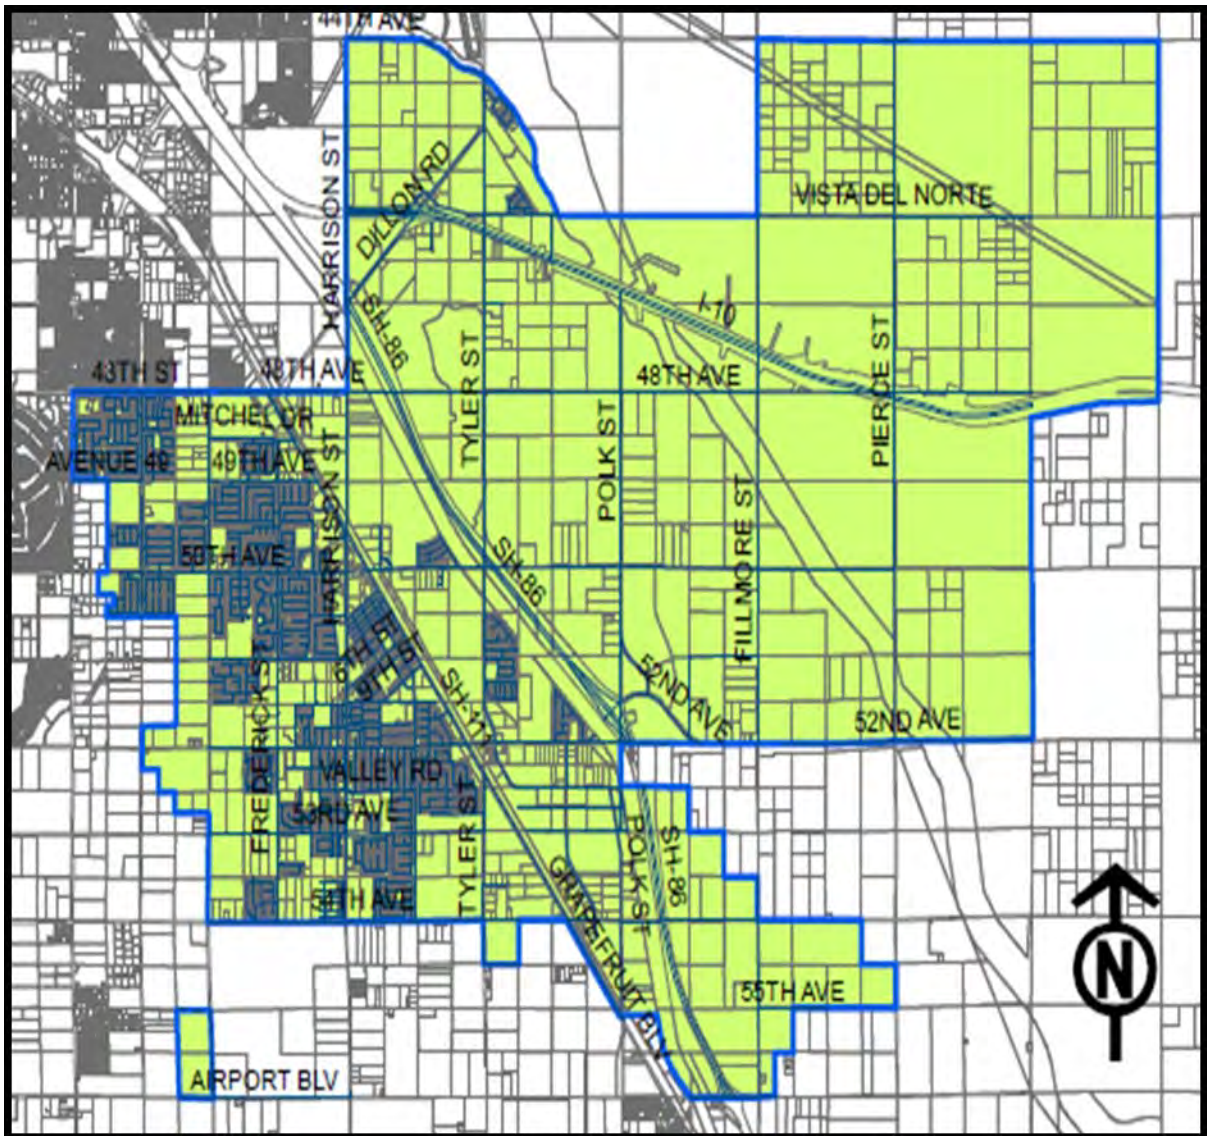 44TH AVE
HARRISON ST
DILLON RD
VISTA DEL NORTE
SH-86
I-10
TYLER ST
PIERCE ST
43TH ST
48TH AVE
48TH AVE
MITCHEL DR
POLK ST
AVENUE 49
49TH AVE
HARRISON ST
FILLMORE ST
50TH AVE
SH-86
6TH ST
9TH ST
52ND AVE
FREDERICK ST
SH-111
52ND AVE
VALLEY RD
53RD AVE
TYLER ST
POLK ST
SH-86
54TH AVE
GRAPEFRUIT BLV
55TH AVE
N
AIRPORT BLV